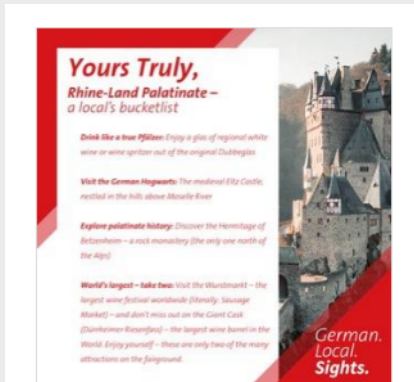 Yours Truly,
Rhine-Land Palatinate –
a local's bucketlist
Drink like a true Pfälzer: Enjoy a glas of regional white
wine or wine spritzer out of the original Dubbeglas
Visit the German Hogwarts: The medieval Eltz Castle,
nestled in the hills above Moselle River
Explore palatinate history: Discover the Hermitage of
Bretzenheim – a rock monastery (the only one north of
the Alps)
World's largest – take two: Visit the Wurstmarkt – the
largest wine festival worldwide (literally: Sausage
Market) – and don't miss out on the Giant Cask
(Dürkheimer Riesenfass) – the largest wine barrel in the
World. Enjoy yourself – these are only two of the many
attractions on the fairground.
German.
Local.
Sights.